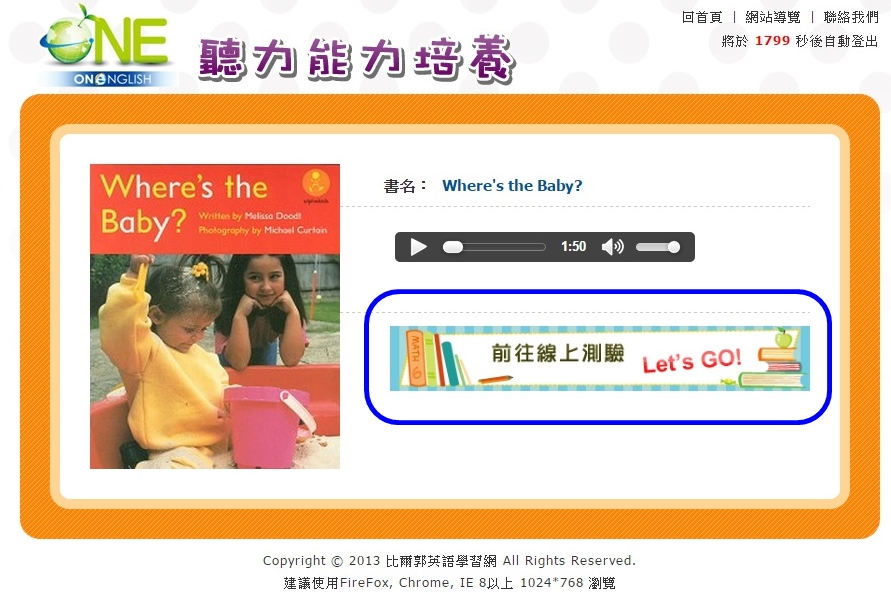 回首頁 | 網站導覽 | 聯絡我們
將於 1799 秒後自動登出
ONE
ONENGLISH
聽力能力培養
Where's the Baby?
Written by Melissa Doodt
Photography by Michael Curtain
書名： Where's the Baby?
1:50
MATH
前往線上測驗
Let's GO!
Copyright © 2013 比爾郭英語學習網 All Rights Reserved.
建議使用FireFox, Chrome, IE 8以上 1024*768 瀏覽